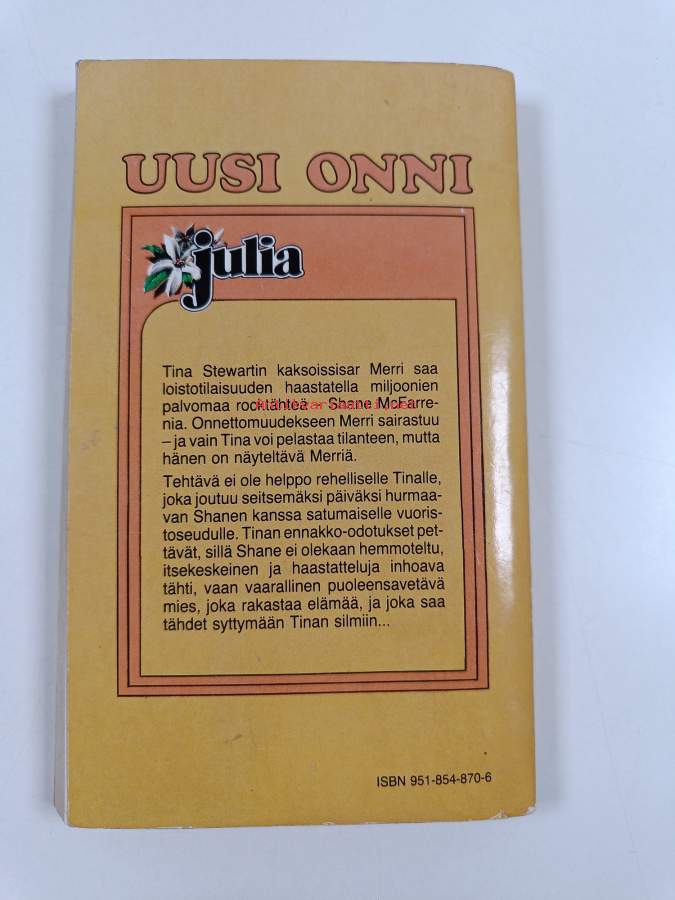 UUSI ONNI
julia
Tina Stewartin kaksoissisar Merri saa
loistotilaisuuden haastatella miljoonien
palvomaa rocktähteä – Shane McFarre-
nia. Onnettomuudekseen Merri sairastuu
– ja vain Tina voi pelastaa tilanteen, mutta
hänen on näyteltävä Merriä.
Tehtävä ei ole helppo rehelliselle Tinalle,
joka joutuu seitsemäksi päiväksi hurmaa-
van Shanen kanssa satumaiselle vuoris-
toseudulle. Tinan ennakko-odotukset pet-
tävät, sillä Shane ei olekaan hemmoteltu,
itsekeskeinen ja haastatteluja inhoava
tähti, vaan vaarallinen puoleensavetävä
mies, joka rakastaa elämää, ja joka saa
tähdet syttymään Tinan silmiin...
ISBN 951-854-870-6